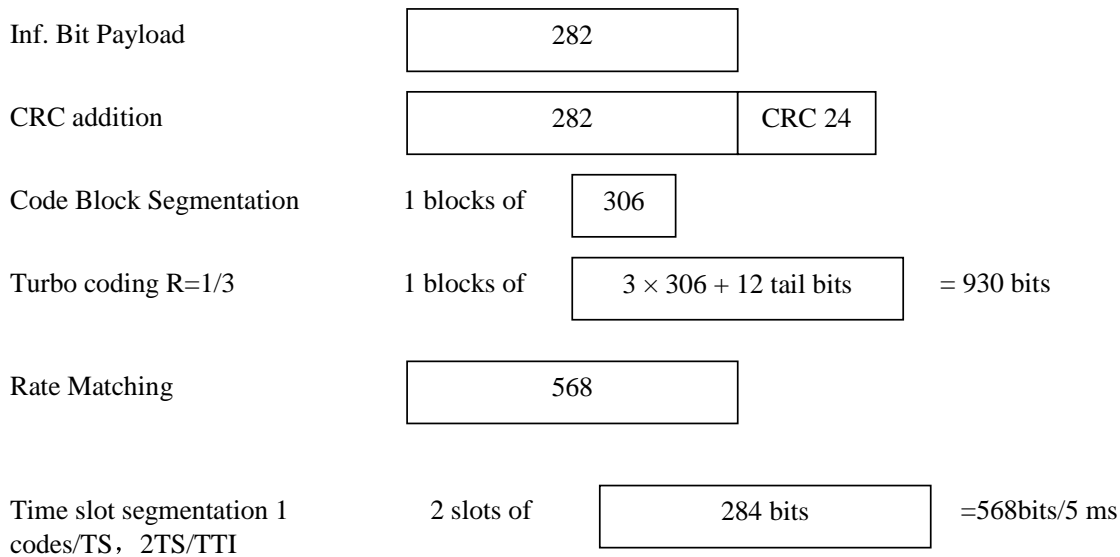 Inf. Bit Payload 282
CRC addition 282 CRC 24
Code Block Segmentation 1 blocks of 306
Turbo coding R=1/3 1 blocks of 3 × 306 + 12 tail bits = 930 bits
Rate Matching 568
Time slot segmentation 1 2 slots of 284 bits =568bits/5 ms
codes/TS，2TS/TTI